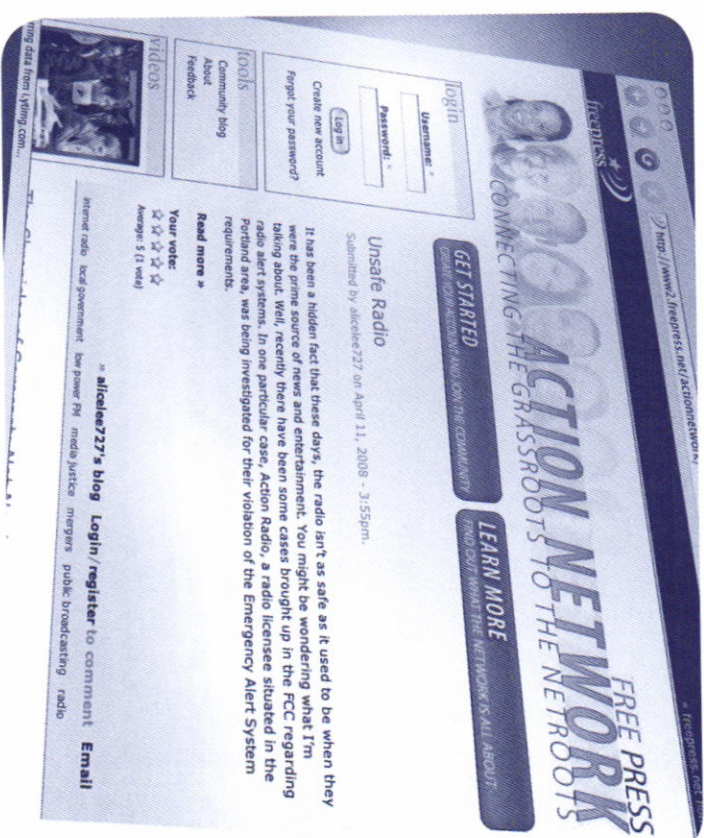 http://www2.freepress.net/actionnetwork/
« freepress.net
freepress
FREE PRESS
ACTION NETWORK
CONNECTING THE GRASSROOTS TO THE NETROOTS
GET STARTED
CREATE YOUR ACCOUNT AND JOIN THE COMMUNITY
LEARN MORE
FIND OUT WHAT THE NETWORK IS ALL ABOUT
login
Username: *
Password: *
Log in
Create new account
Forgot your password?
tools
Community blog
About
Feedback
videos
Unsafe Radio
Submitted by alicelee727 on April 11, 2008 - 3:55pm.
It has been a hidden fact that these days, the radio isn't as safe as it used to be when they
were the prime source of news and entertainment. You might be wondering what I'm
talking about. Well, recently there have been some cases brought up in the FCC regarding
radio alert systems. In one particular case, Action Radio, a radio licensee situated in the
Portland area, was being investigated for their violation of the Emergency Alert System
requirements.
Read more »
Your vote:
Average: 5 (1 vote)
» alicelee727's blog Login/register to comment Email
internet radio local government low power FM media justice mergers public broadcasting radio
ring data from i.ytimg.com...